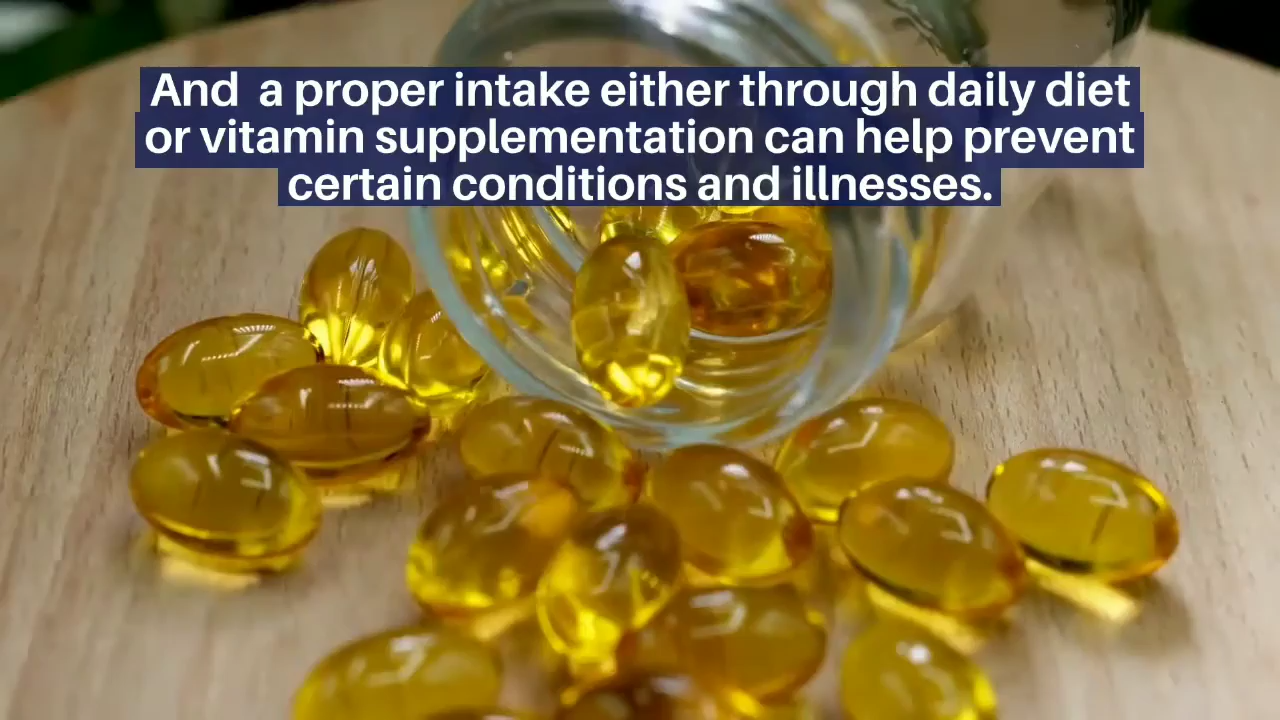 And  a proper intake either through daily diet
or vitamin supplementation can help prevent
certain conditions and illnesses.